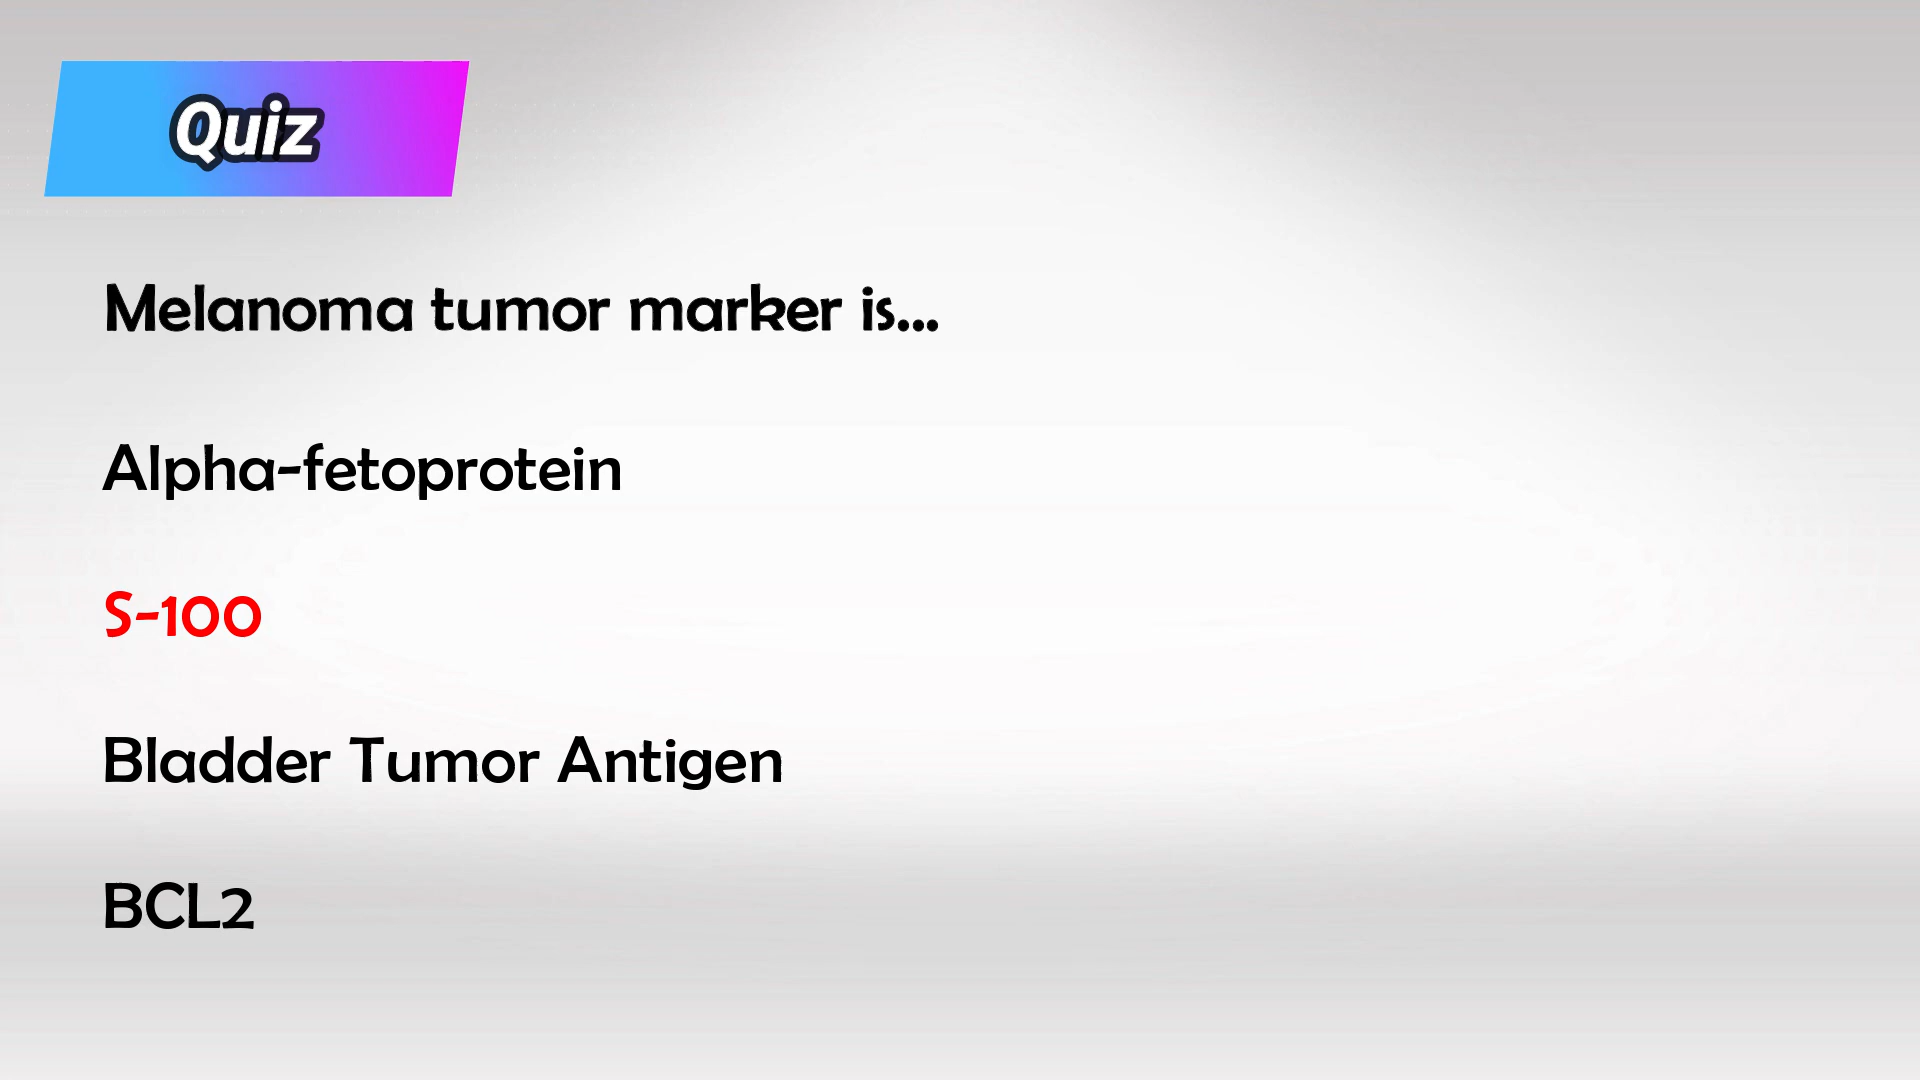 Quiz
Melanoma tumor marker is...
Alpha-fetoprotein
S-100
Bladder Tumor Antigen
BCL2